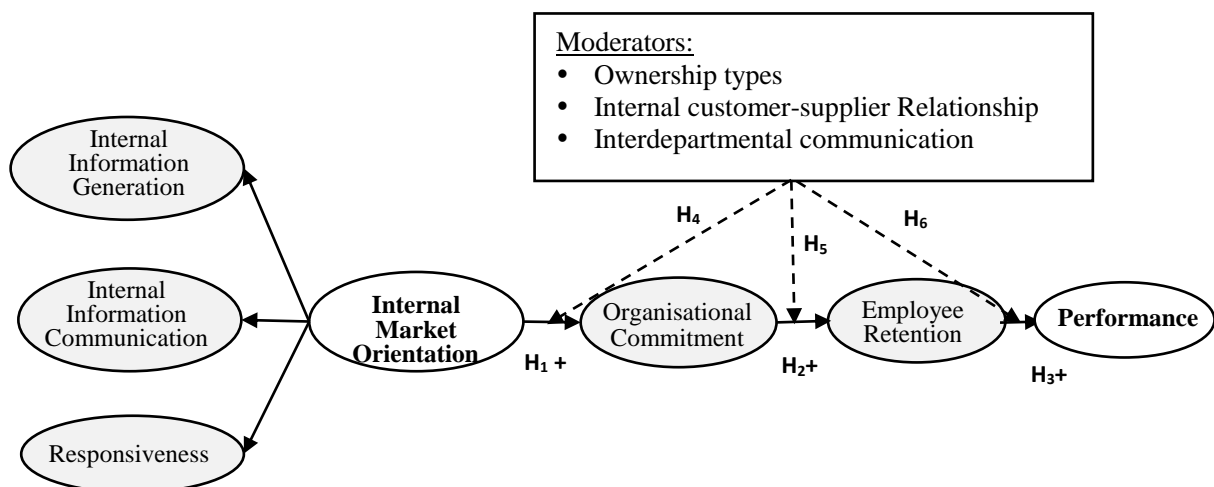 Moderators:
• Ownership types
• Internal customer-supplier Relationship
• Interdepartmental communication
Internal
Information
Generation
H4
H6
H5
Internal
Information
Communication
Internal
Market
Orientation
Organisational
Commitment
Employee
Retention
Performance
H1 +
H2+
H3+
Responsiveness